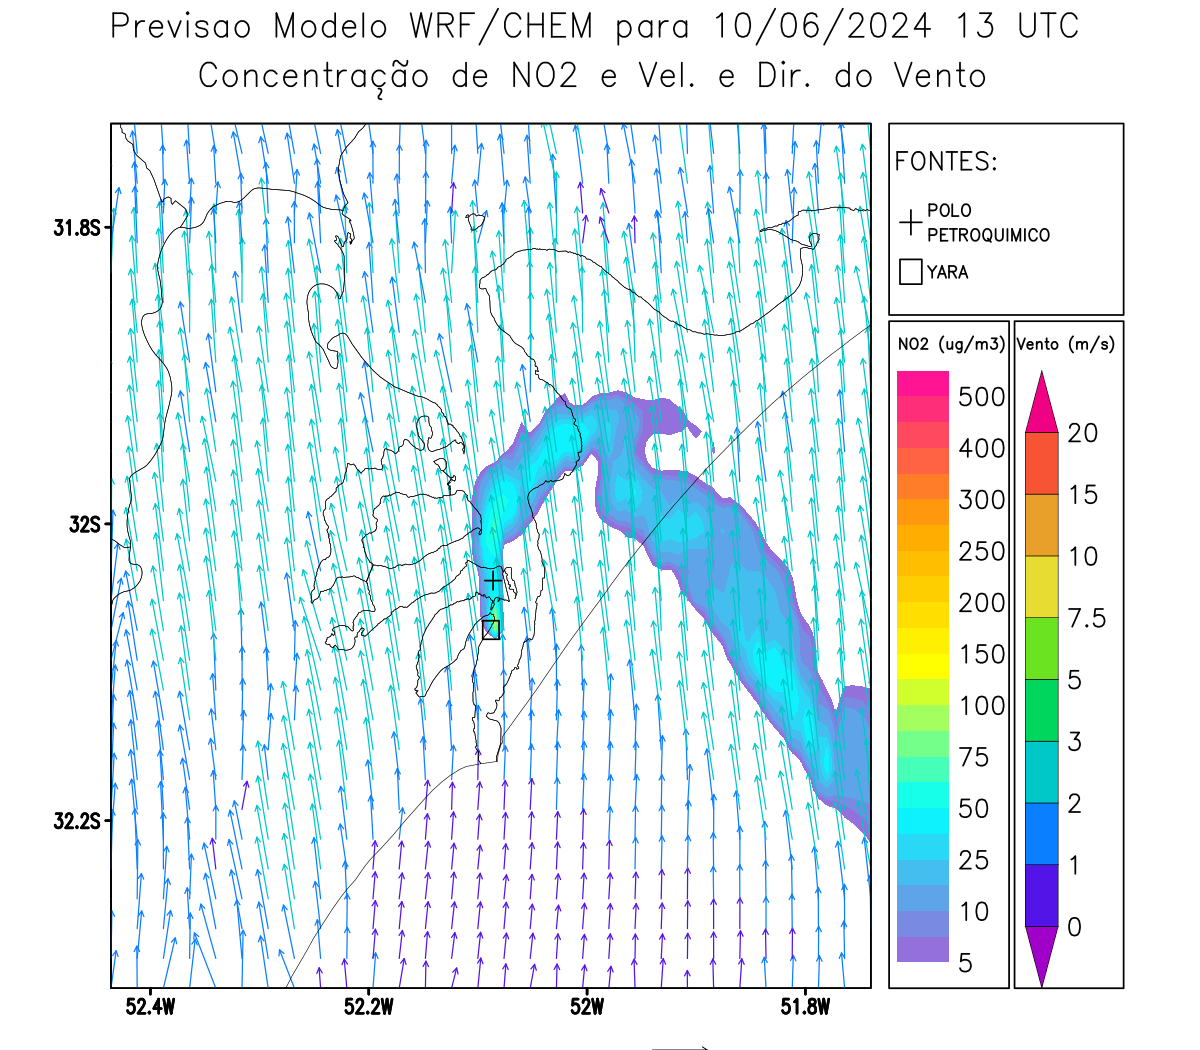 Previsao Modelo WRF/CHEM para 10/06/2024 13 UTC
Concentração de NO2 e Vel. e Dir. do Vento
FONTES:
POLO
PETROQUIMICO
YARA
NO2 (ug/m3)
500
400
300
250
200
150
100
75
50
25
10
5
Vento (m/s)
20
15
10
7.5
5
3
2
1
0
31.8S
32S
32.2S
52.4W
52.2W
52W
51.8W